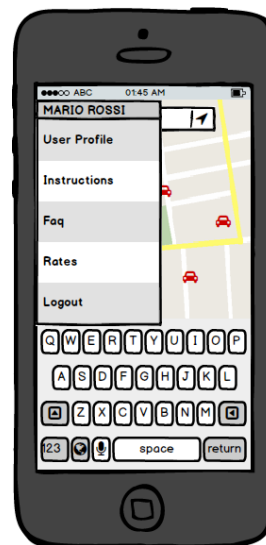 ABC 01:45 AM
MARIO ROSSI
User Profile
Instructions
Faq
Rates
Logout
Q W E R T Y U I O P
A S D F G H J K L
Z X C V B N M
123 space return